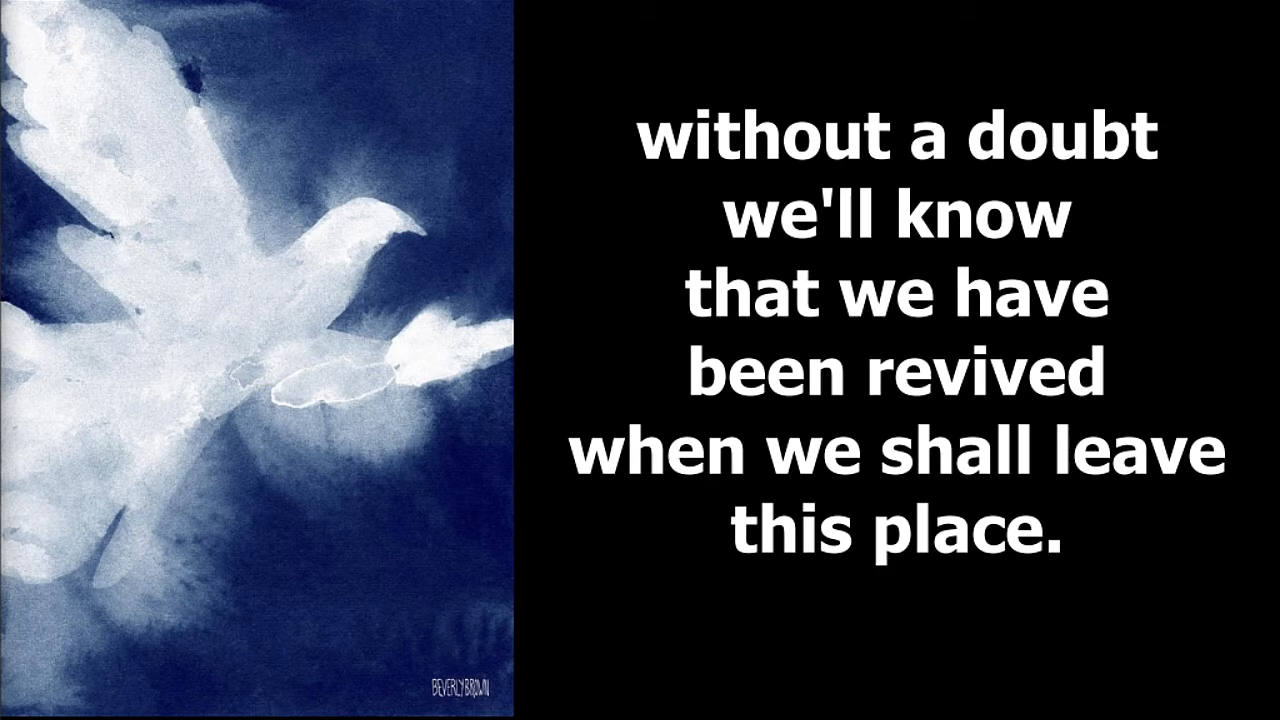 without a doubt
we'll know
that we have
been revived
when we shall leave
this place.
BEVERLY BROWN